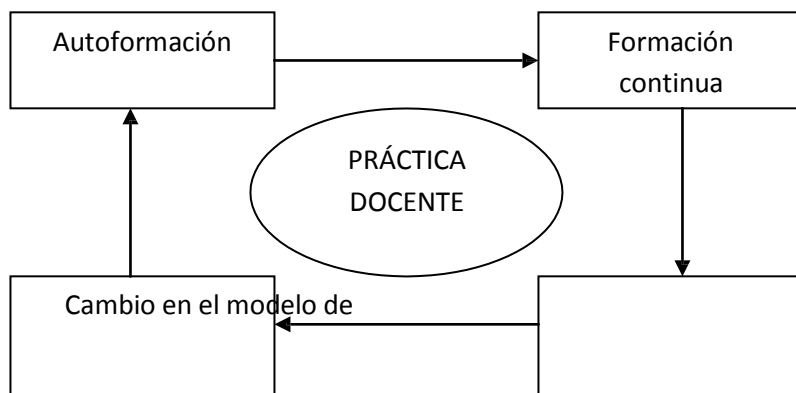 Autoformación
Formación
continua
PRÁCTICA
DOCENTE
Cambio en el modelo de